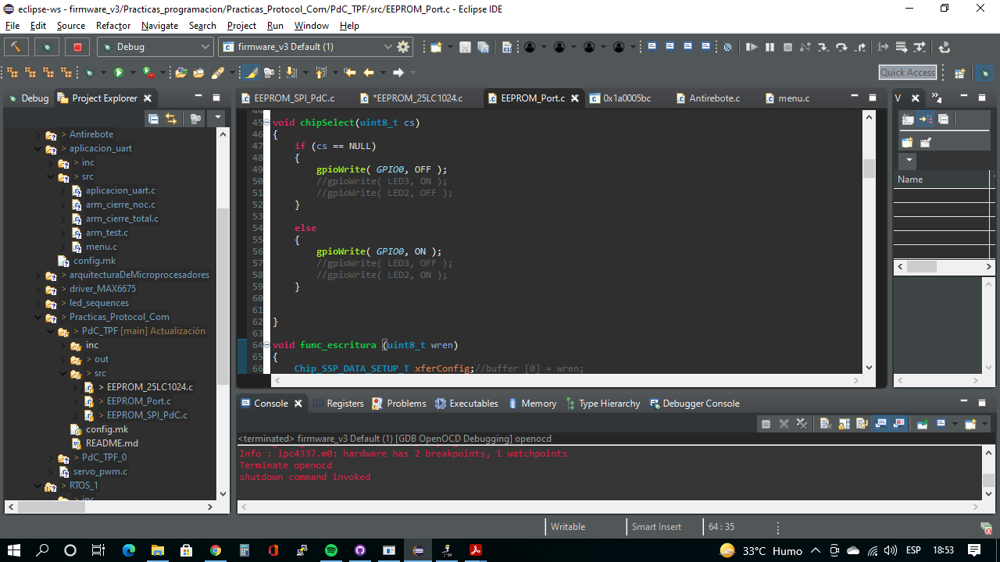 eclipse-ws - firmware_v3/Practicas_programacion/Practicas_Protocol_Com/PdC_TPF/src/EEPROM_Port.c - Eclipse IDE
File Edit Source Refactor Navigate Search Project Run Window Help
Debug
firmware_v3 Default (1)
Quick Access
Debug
Project Explorer
> Antirebote
> aplicacion_uart
> inc
> src
> aplicacion_uart.c
> arm_cierre_noc.c
> arm_cierre_total.c
> arm_test.c
> menu.c
> config.mk
> arquitecturaDeMicroprocesadores
> driver_MAX6675
> led_sequences
> Practicas_Protocol_Com
> PdC_TPF [main] Actualización
inc
> out
> src
> EEPROM_25LC1024.c
> EEPROM_Port.c
> EEPROM_SPI_PdC.c
config.mk
README.md
> PdC_TPF_0
> servo_pwm.c
> RTOS_1
> inc
EEPROM_SPI_PdC.c
*EEPROM_25LC1024.c
EEPROM_Port.c
0x1a0005bc
Antirebote.c
menu.c
44
45 void chipSelect(uint8_t cs)
46 {
47 if (cs == NULL)
48 {
49 gpioWrite( GPIO0, OFF );
50 //gpioWrite( LED3, ON );
51 //gpioWrite( LED2, OFF );
52 }
53
54 else
55 {
56 gpioWrite( GPIO0, ON );
57 //gpioWrite( LED3, OFF );
58 //gpioWrite( LED2, ON );
59 }
60
61
62 }
63
64 void func_escritura (uint8_t wren)
65 {
66 Chip_SSP_DATA_SETUP_T xferConfig;//buffer [0] = wren;
V
Name
Console
Registers
Problems
Executables
Memory
Type Hierarchy
Debugger Console
<terminated> firmware_v3 Default (1) [GDB OpenOCD Debugging] openocd
Info : lpc4337.m0: hardware has 2 breakpoints, 1 watchpoints
Terminate openocd
shutdown command invoked
Writable
Smart Insert
64 : 35
33°C Humo
ESP
18:53